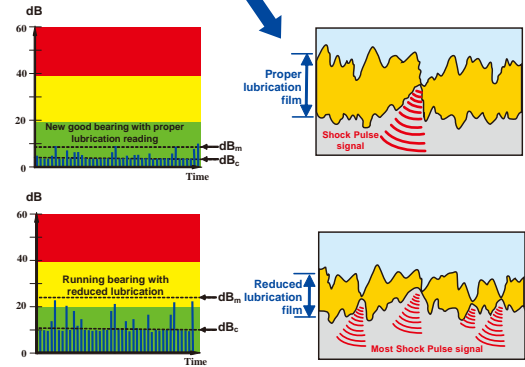 dB
60
40
20
0
New good bearing with proper
lubrication reading
dBm
dBc
Time
Proper
lubrication
film
Shock Pulse
signal
dB
60
40
20
0
Running bearing with
reduced lubrication
dBm
dBc
Time
Reduced
lubrication
film
Most Shock Pulse signal